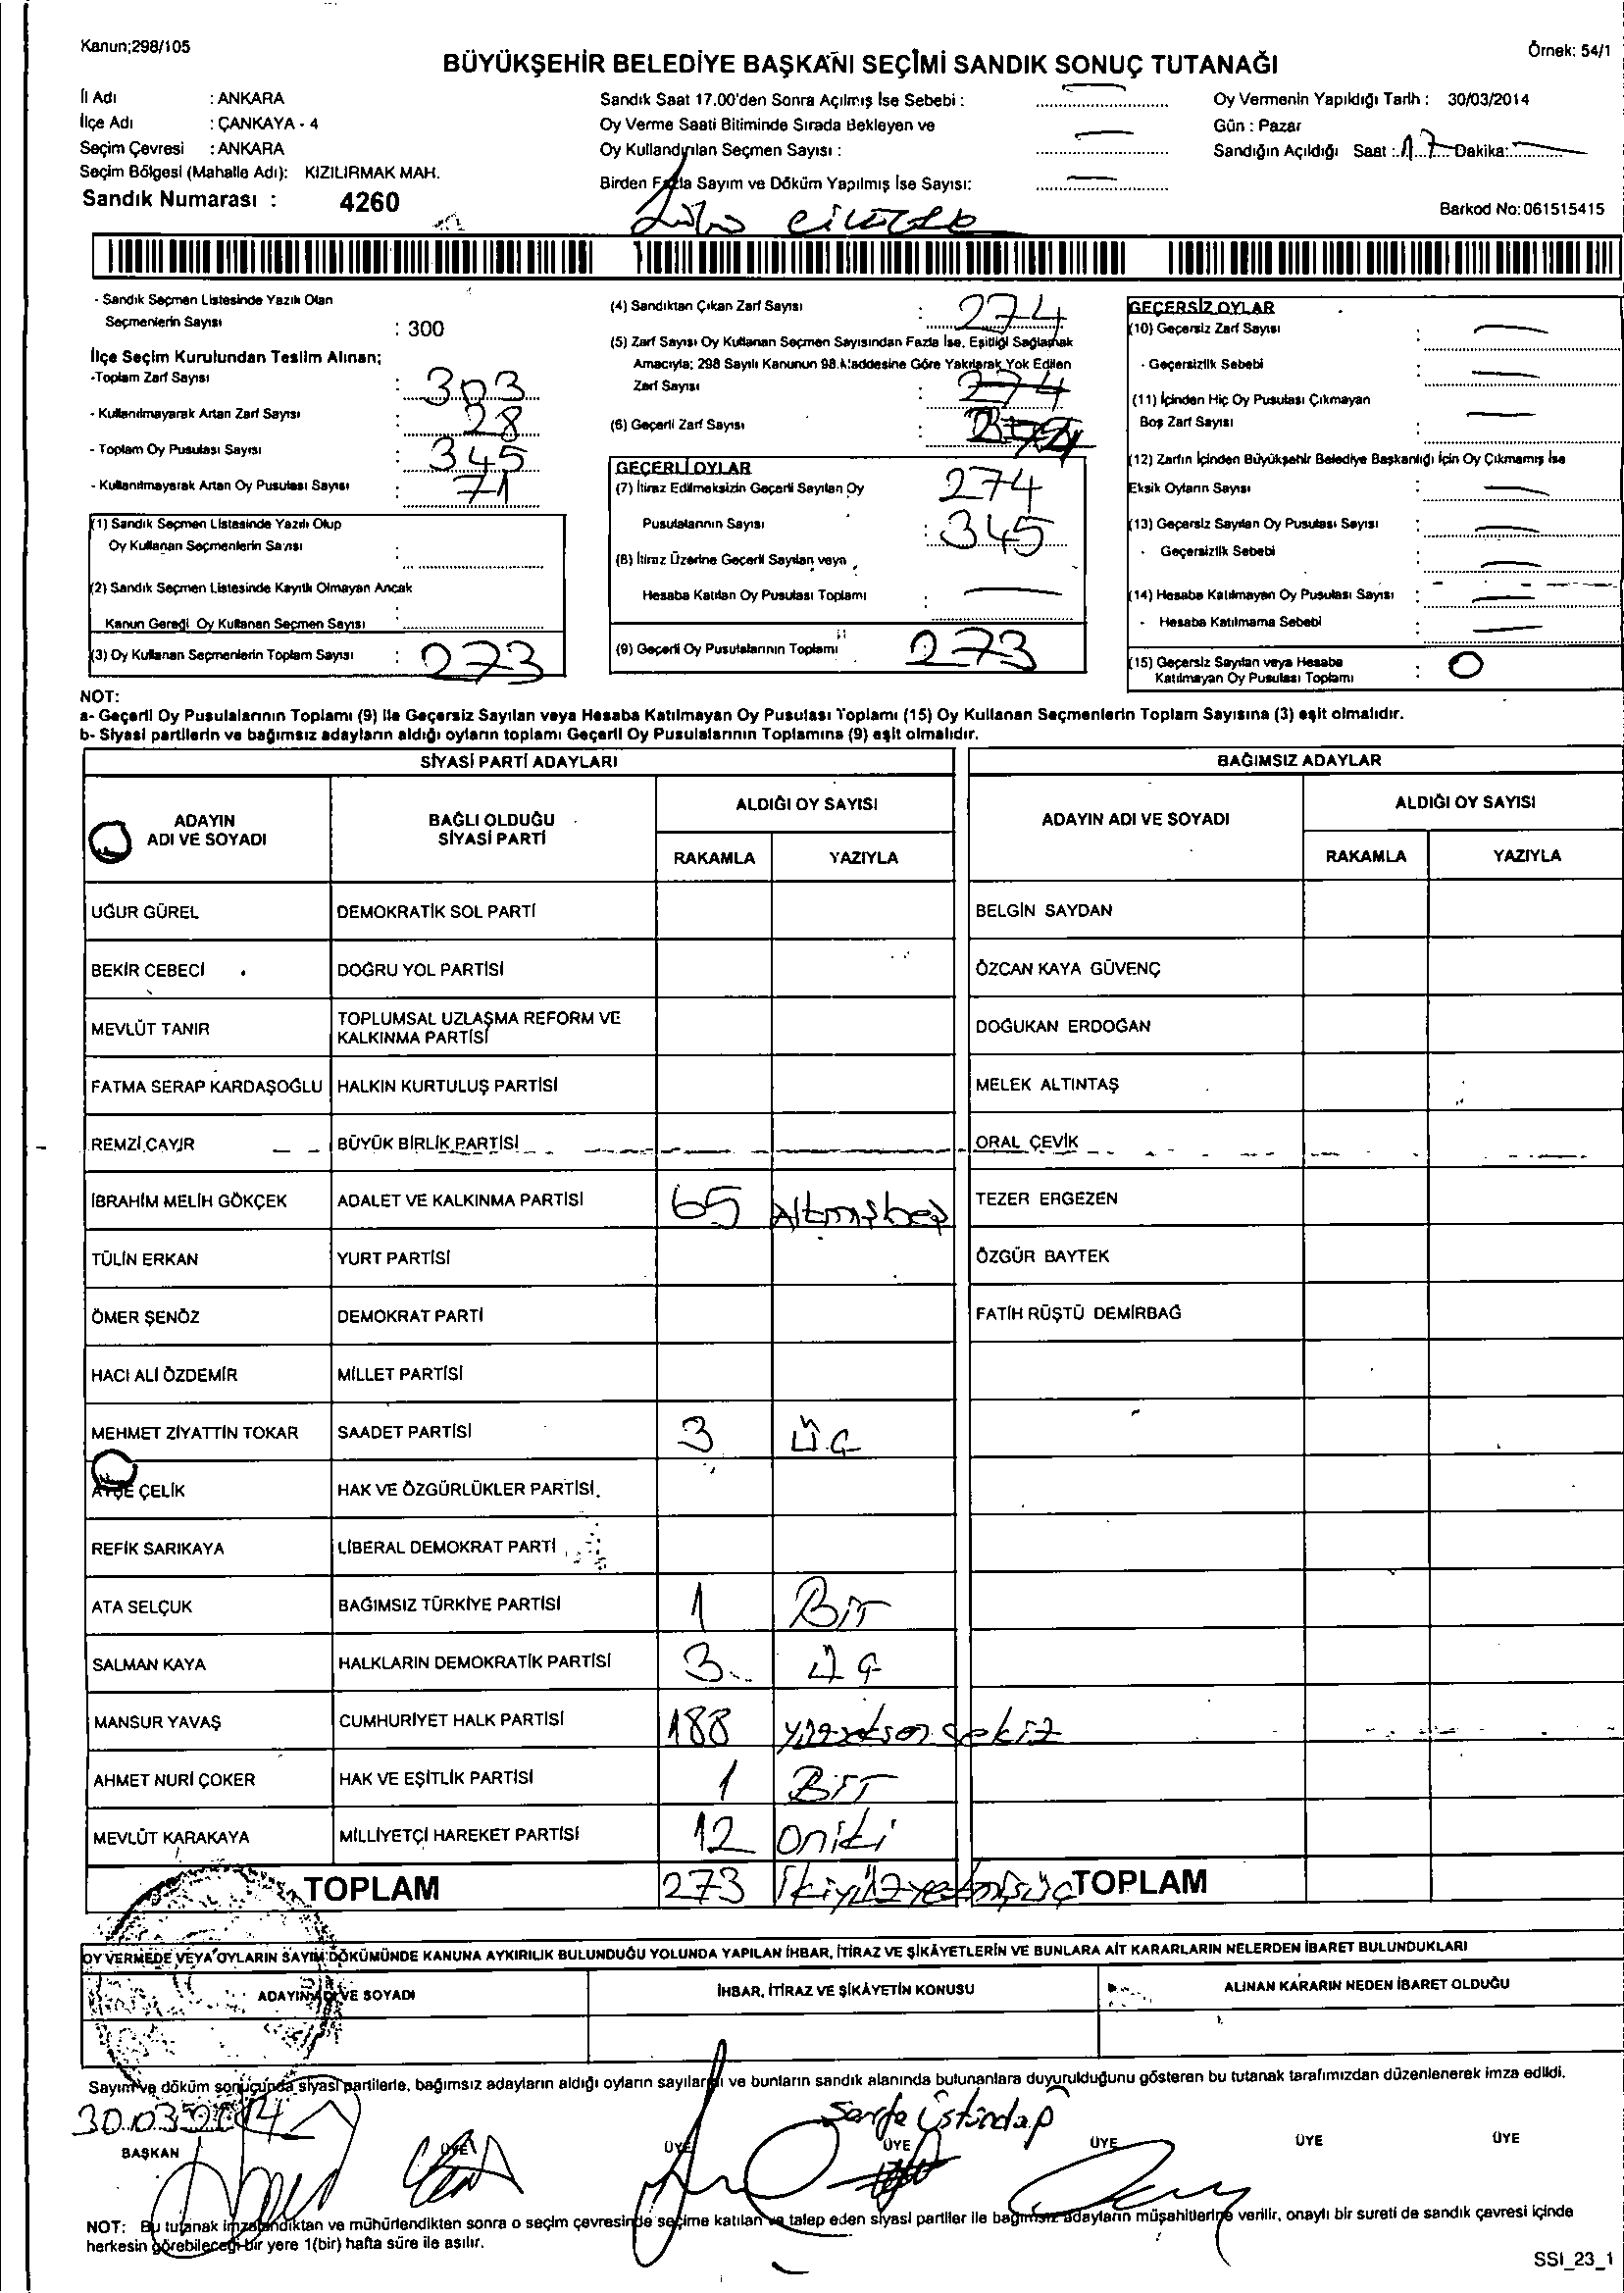 Kanun;298/105
Örnek: 54/1
BÜYÜKŞEHİR BELEDİYE BAŞKANI SEÇİMİ SANDIK SONUÇ TUTANAĞI
İl Adı : ANKARA
İlçe Adı : ÇANKAYA - 4
Seçim Çevresi : ANKARA
Seçim Bölgesi (Mahalle Adı): KIZILIRMAK MAH.
Sandık Numarası : 4260
Sandık Saat 17.00'den Sonra Açılmış İse Sebebi :
Oy Verme Saati Bitiminde Sırada Bekleyen ve
Oy Kullandırılan Seçmen Sayısı :
Birden Fazla Sayım ve Döküm Yapılmış İse Sayısı:
Oy Vermenin Yapıldığı Tarih : 30/03/2014
Gün : Pazar
Sandığın Açıldığı Saat : 17 Dakika:
Barkod No:061515415
- Sandık Seçmen Listesinde Yazılı Olan
Seçmenlerin Sayısı : 300
İlçe Seçim Kurulundan Teslim Alınan;
-Toplam Zarf Sayısı : 303
- Kullanılmayarak Artan Zarf Sayısı : 28
- Toplam Oy Pusulası Sayısı : 345
- Kullanılmayarak Artan Oy Pusulası Sayısı : 71
(1) Sandık Seçmen Listesinde Yazılı Olup
Oy Kullanan Seçmenlerin Sayısı :
(2) Sandık Seçmen Listesinde Kayıtlı Olmayan Ancak
Kanun Gereği Oy Kullanan Seçmen Sayısı :
(3) Oy Kullanan Seçmenlerin Toplam Sayısı : 273
(4) Sandıktan Çıkan Zarf Sayısı : 274
(5) Zarf Sayısı Oy Kullanan Seçmen Sayısından Fazla İse, Eşitliği Sağlamak
Amacıyla; 298 Sayılı Kanunun 98.Maddesine Göre Yakılarak Yok Edilen
Zarf Sayısı : 274
(6) Geçerli Zarf Sayısı :
GEÇERLİ OYLAR
(7) İtiraz Edilmeksizin Geçerli Sayılan Oy 274
Pusulalarının Sayısı : 345
(8) İtiraz Üzerine Geçerli Sayılan veya
Hesaba Katılan Oy Pusulası Toplamı :
(9) Geçerli Oy Pusulalarının Toplamı : 273
GEÇERSİZ OYLAR
(10) Geçersiz Zarf Sayısı :
- Geçersizlik Sebebi :
(11) İçinden Hiç Oy Pusulası Çıkmayan
Boş Zarf Sayısı :
(12) Zarfın İçinden Büyükşehir Belediye Başkanlığı İçin Oy Çıkmamış İse
Eksik Oyların Sayısı :
(13) Geçersiz Sayılan Oy Pusulası Sayısı :
- Geçersizlik Sebebi :
(14) Hesaba Katılmayan Oy Pusulası Sayısı :
- Hesaba Katılmama Sebebi :
(15) Geçersiz Sayılan veya Hesaba
Katılmayan Oy Pusulası Toplamı : 0
NOT:
a- Geçerli Oy Pusulalarının Toplamı (9) ile Geçersiz Sayılan veya Hesaba Katılmayan Oy Pusulası Toplamı (15) Oy Kullanan Seçmenlerin Toplam Sayısına (3) eşit olmalıdır.
b- Siyasi partilerin ve bağımsız adayların aldığı oyların toplamı Geçerli Oy Pusulalarının Toplamına (9) eşit olmalıdır.
SİYASİ PARTİ ADAYLARI
BAĞIMSIZ ADAYLAR
ADAYIN ADI VE SOYADI
BAĞLI OLDUĞU SİYASİ PARTİ
ALDIĞI OY SAYISI
RAKAMLA YAZIYLA
ADAYIN ADI VE SOYADI
ALDIĞI OY SAYISI
RAKAMLA YAZIYLA
UĞUR GÜREL DEMOKRATİK SOL PARTİ BELGİN SAYDAN
BEKİR CEBECİ DOĞRU YOL PARTİSİ ÖZCAN KAYA GÜVENÇ
MEVLÜT TANIR TOPLUMSAL UZLAŞMA REFORM VE KALKINMA PARTİSİ DOĞUKAN ERDOĞAN
FATMA SERAP KARDAŞOĞLU HALKIN KURTULUŞ PARTİSİ MELEK ALTINTAŞ
REMZİ ÇAYIR BÜYÜK BİRLİK PARTİSİ ORAL ÇEVİK
İBRAHİM MELİH GÖKÇEK ADALET VE KALKINMA PARTİSİ 65 Altmışbeş TEZER ERGEZEN
TÜLİN ERKAN YURT PARTİSİ ÖZGÜR BAYTEK
ÖMER ŞENÖZ DEMOKRAT PARTİ FATİH RÜŞTÜ DEMİRBAĞ
HACI ALİ ÖZDEMİR MİLLET PARTİSİ
MEHMET ZİYATTİN TOKAR SAADET PARTİSİ 3 Üç
AYŞE ÇELİK HAK VE ÖZGÜRLÜKLER PARTİSİ
REFİK SARIKAYA LİBERAL DEMOKRAT PARTİ
ATA SELÇUK BAĞIMSIZ TÜRKİYE PARTİSİ 1 Bir
SALMAN KAYA HALKLARIN DEMOKRATİK PARTİSİ 3 Üç
MANSUR YAVAŞ CUMHURİYET HALK PARTİSİ 188 yüzseksensekiz
AHMET NURİ ÇOKER HAK VE EŞİTLİK PARTİSİ 1 Bir
MEVLÜT KARAKAYA MİLLİYETÇİ HAREKET PARTİSİ 12 oniki
TOPLAM 273 İkiyüzyetmişüç TOPLAM
OY VERMEDE VEYA OYLARIN SAYIM DÖKÜMÜNDE KANUNA AYKIRILIK BULUNDUĞU YOLUNDA YAPILAN İHBAR, İTİRAZ VE ŞİKÂYETLERİN VE BUNLARA AİT KARARLARIN NELERDEN İBARET BULUNDUKLARI
ADAYIN ADI VE SOYADI İHBAR, İTİRAZ VE ŞİKÂYETİN KONUSU ALINAN KARARIN NEDEN İBARET OLDUĞU
Sayım ve döküm sonucunda siyasi partilerle, bağımsız adayların aldığı oyların sayılarını ve bunların sandık alanında bulunanlara duyurulduğunu gösteren bu tutanak tarafımızdan düzenlenerek imza edildi.
30.03.2014
BAŞKAN ÜYE ÜYE ÜYE ÜYE ÜYE ÜYE
NOT: Bu tutanak imzalandıktan ve mühürlendikten sonra o seçim çevresinde seçime katılan ve talep eden siyasi partiler ile bağımsız adayların müşahitlerine verilir, onaylı bir sureti de sandık çevresi içinde
herkesin görebileceği bir yere 1(bir) hafta süre ile asılır.
SSI_23_1